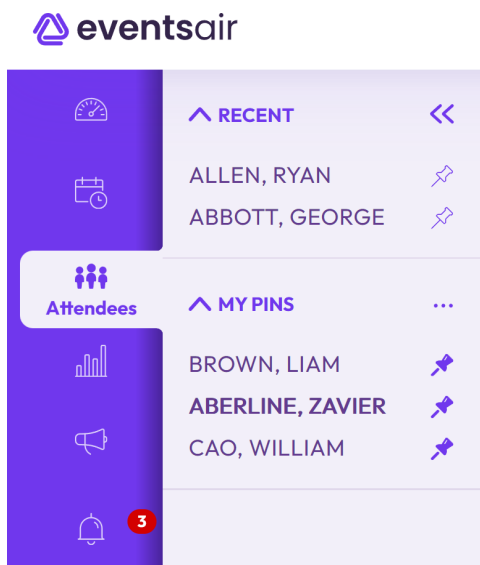 eventsair
RECENT
ALLEN, RYAN
ABBOTT, GEORGE
Attendees
MY PINS
BROWN, LIAM
ABERLINE, ZAVIER
CAO, WILLIAM
3